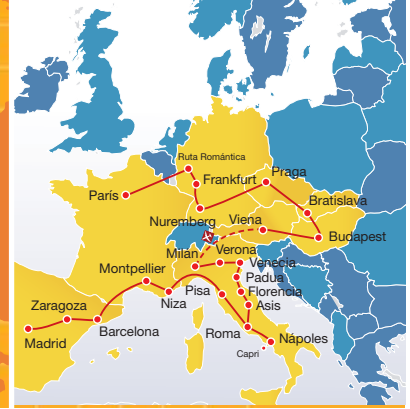 Ruta Romántica
Praga
Frankfurt
París
Bratislava
Nuremberg
Viena
Budapest
Verona
Milán
Venecia
Montpellier
Padua
Pisa
Florencia
Zaragoza
Niza
Asis
Barcelona
Roma
Madrid
Nápoles
Capri